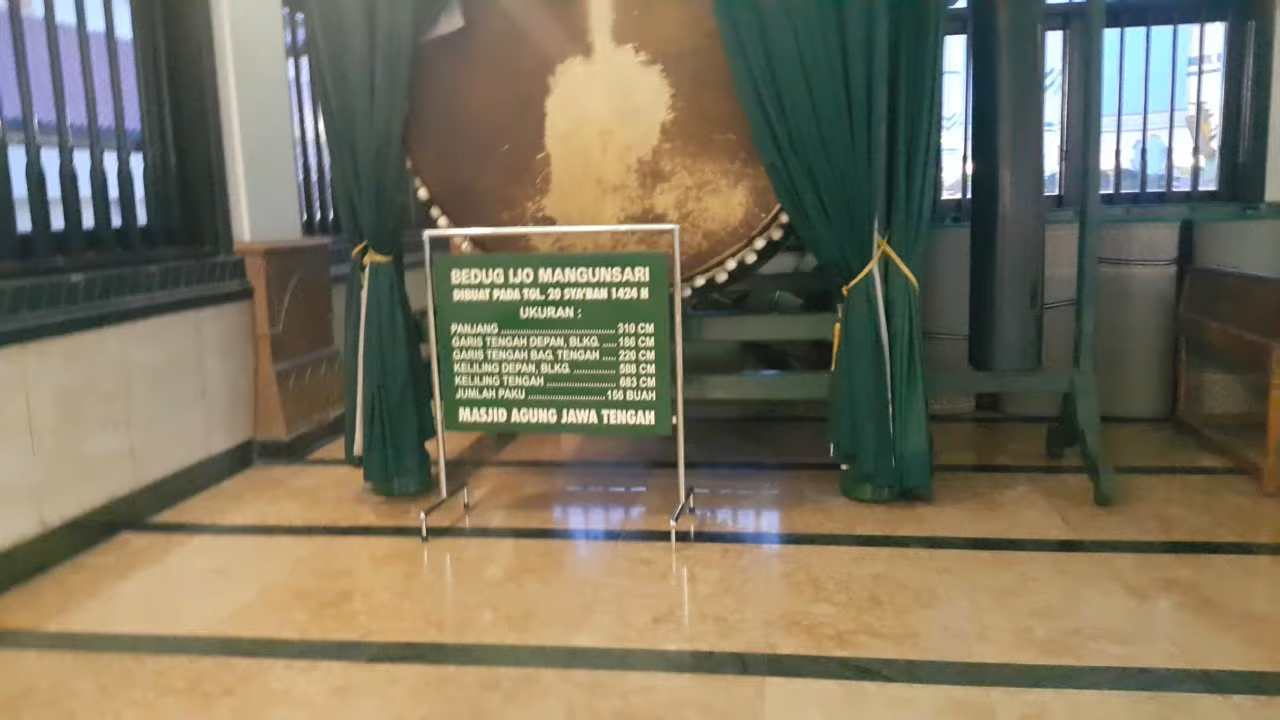 BEDUG IJO MANGUNSARI
DIBUAT PADA TGL. 20 SYA'BAN 1424 H
UKURAN :
PANJANG ................................... 310 CM
GARIS TENGAH DEPAN, BLKG. ..... 186 CM
GARIS TENGAH BAG. TENGAH ..... 220 CM
KELILING DEPAN, BLKG. ............... 588 CM
KELILING TENGAH ...................... 683 CM
JUMLAH PAKU .......................... 156 BUAH
MASJID AGUNG JAWA TENGAH